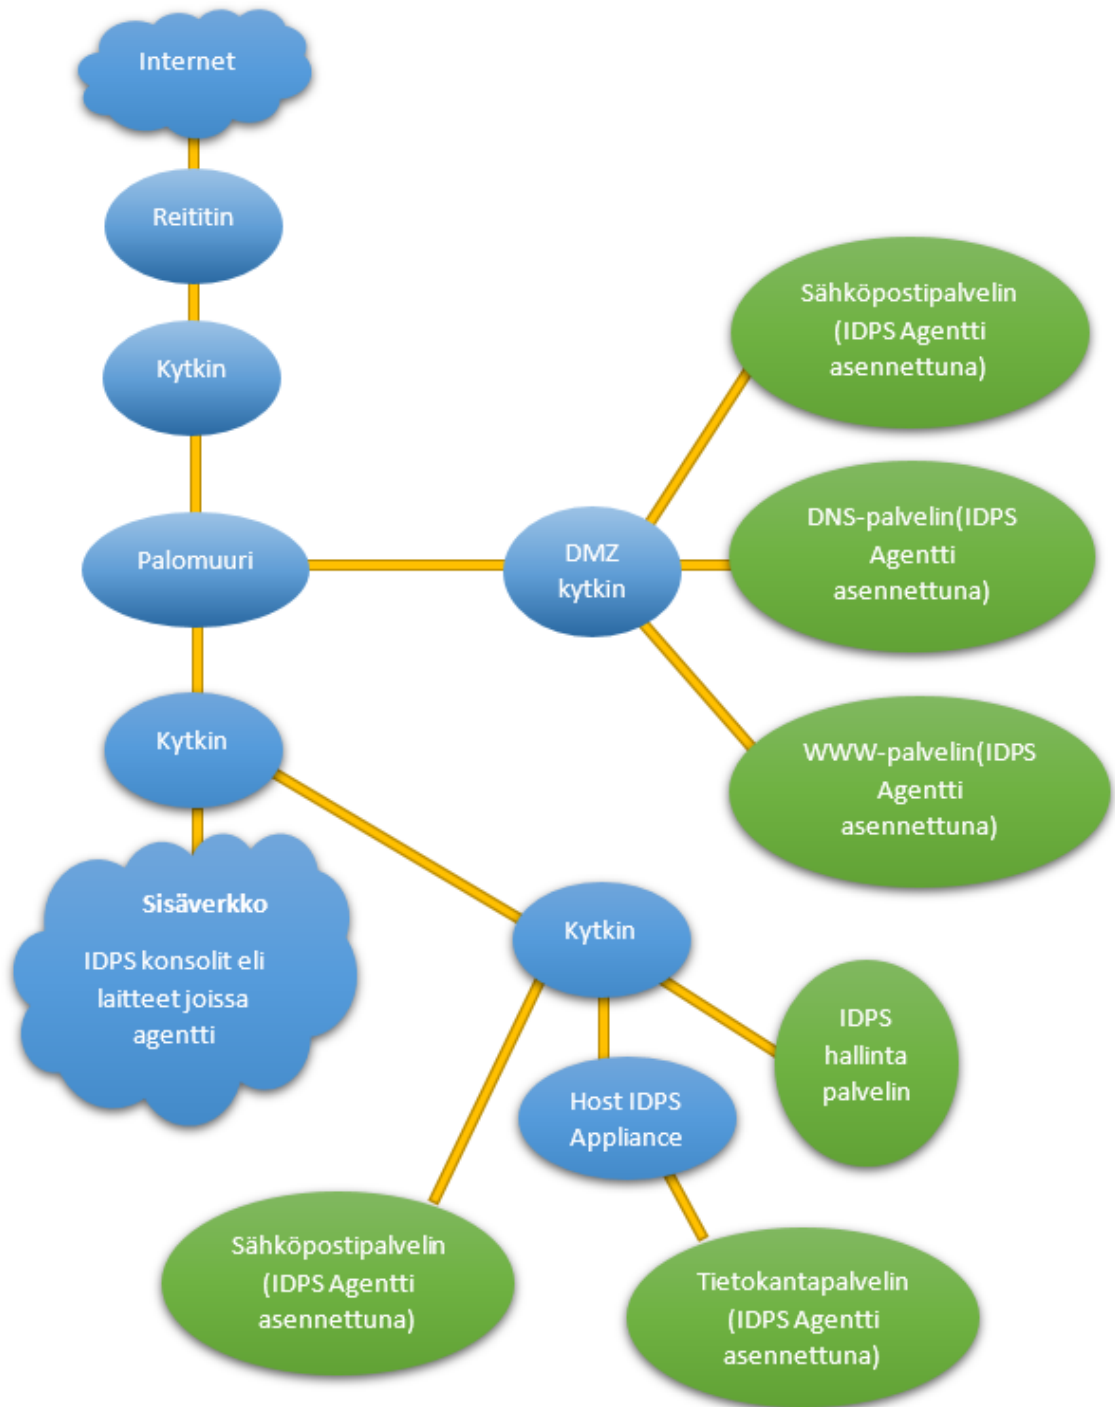 Internet
Reititin
Kytkin
Palomuuri
DMZ
kytkin
Sähköpostipalvelin
(IDPS Agentti
asennettuna)
DNS-palvelin(IDPS
Agentti
asennettuna)
WWW-palvelin(IDPS
Agentti
asennettuna)
Kytkin
Sisäverkko
IDPS konsolit eli
laitteet joissa
agentti
Kytkin
IDPS
hallinta
palvelin
Host IDPS
Appliance
Sähköpostipalvelin
(IDPS Agentti
asennettuna)
Tietokantapalvelin
(IDPS Agentti
asennettuna)